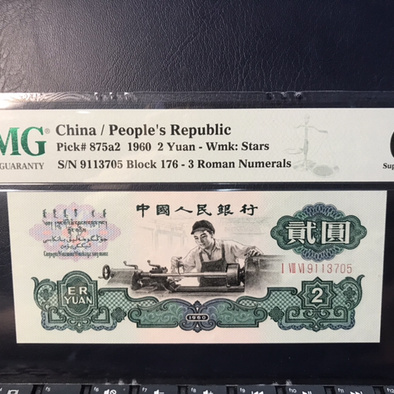 MG
GUARANTY
China / People's Republic
Pick# 875a2 1960 2 Yuan - Wmk: Stars
S/N 9113705 Block 176 - 3 Roman Numerals
Sup
中國人民銀行
貳圓
I VII VI 9113705
ER
YUAN
1960
2